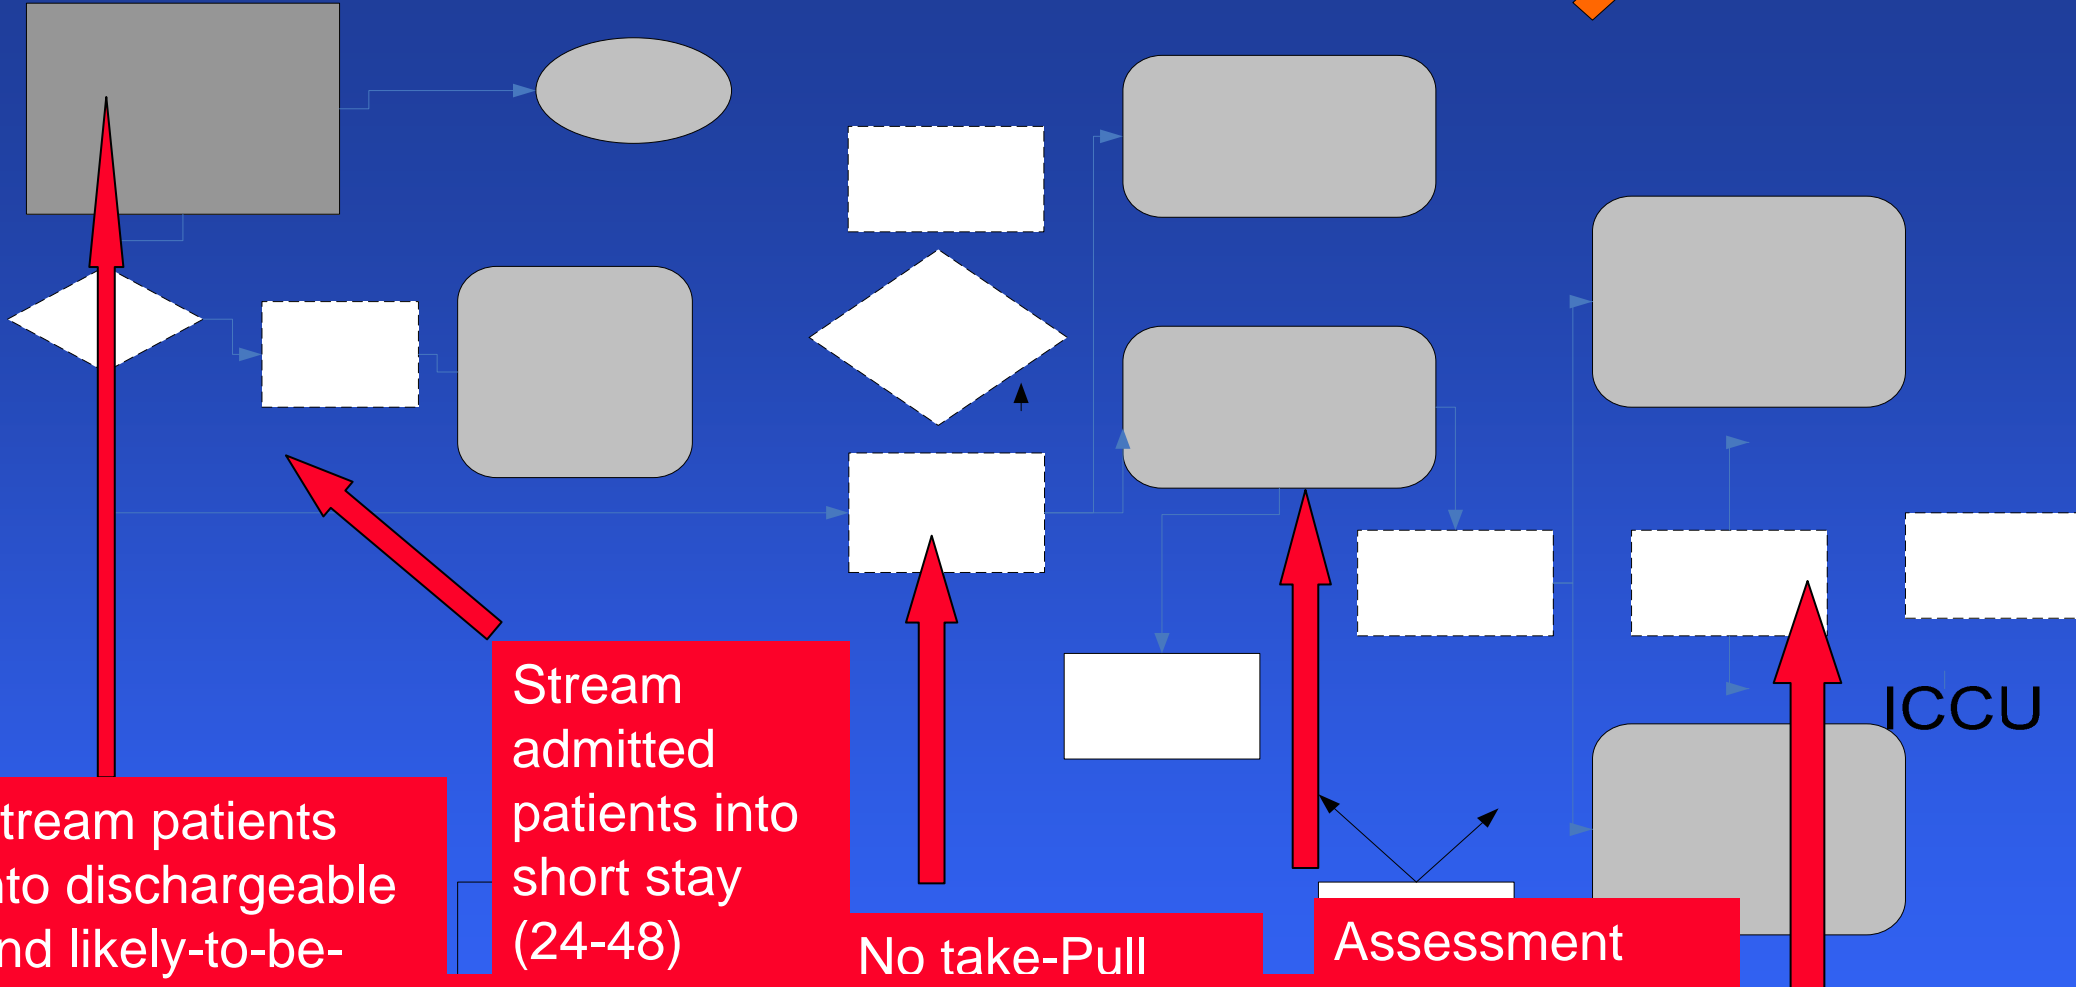 ICCU
Stream
admitted
patients into
short stay
(24-48)
tream patients
nto dischargeable
nd likely-to-be-
No take-Pull
Assessment